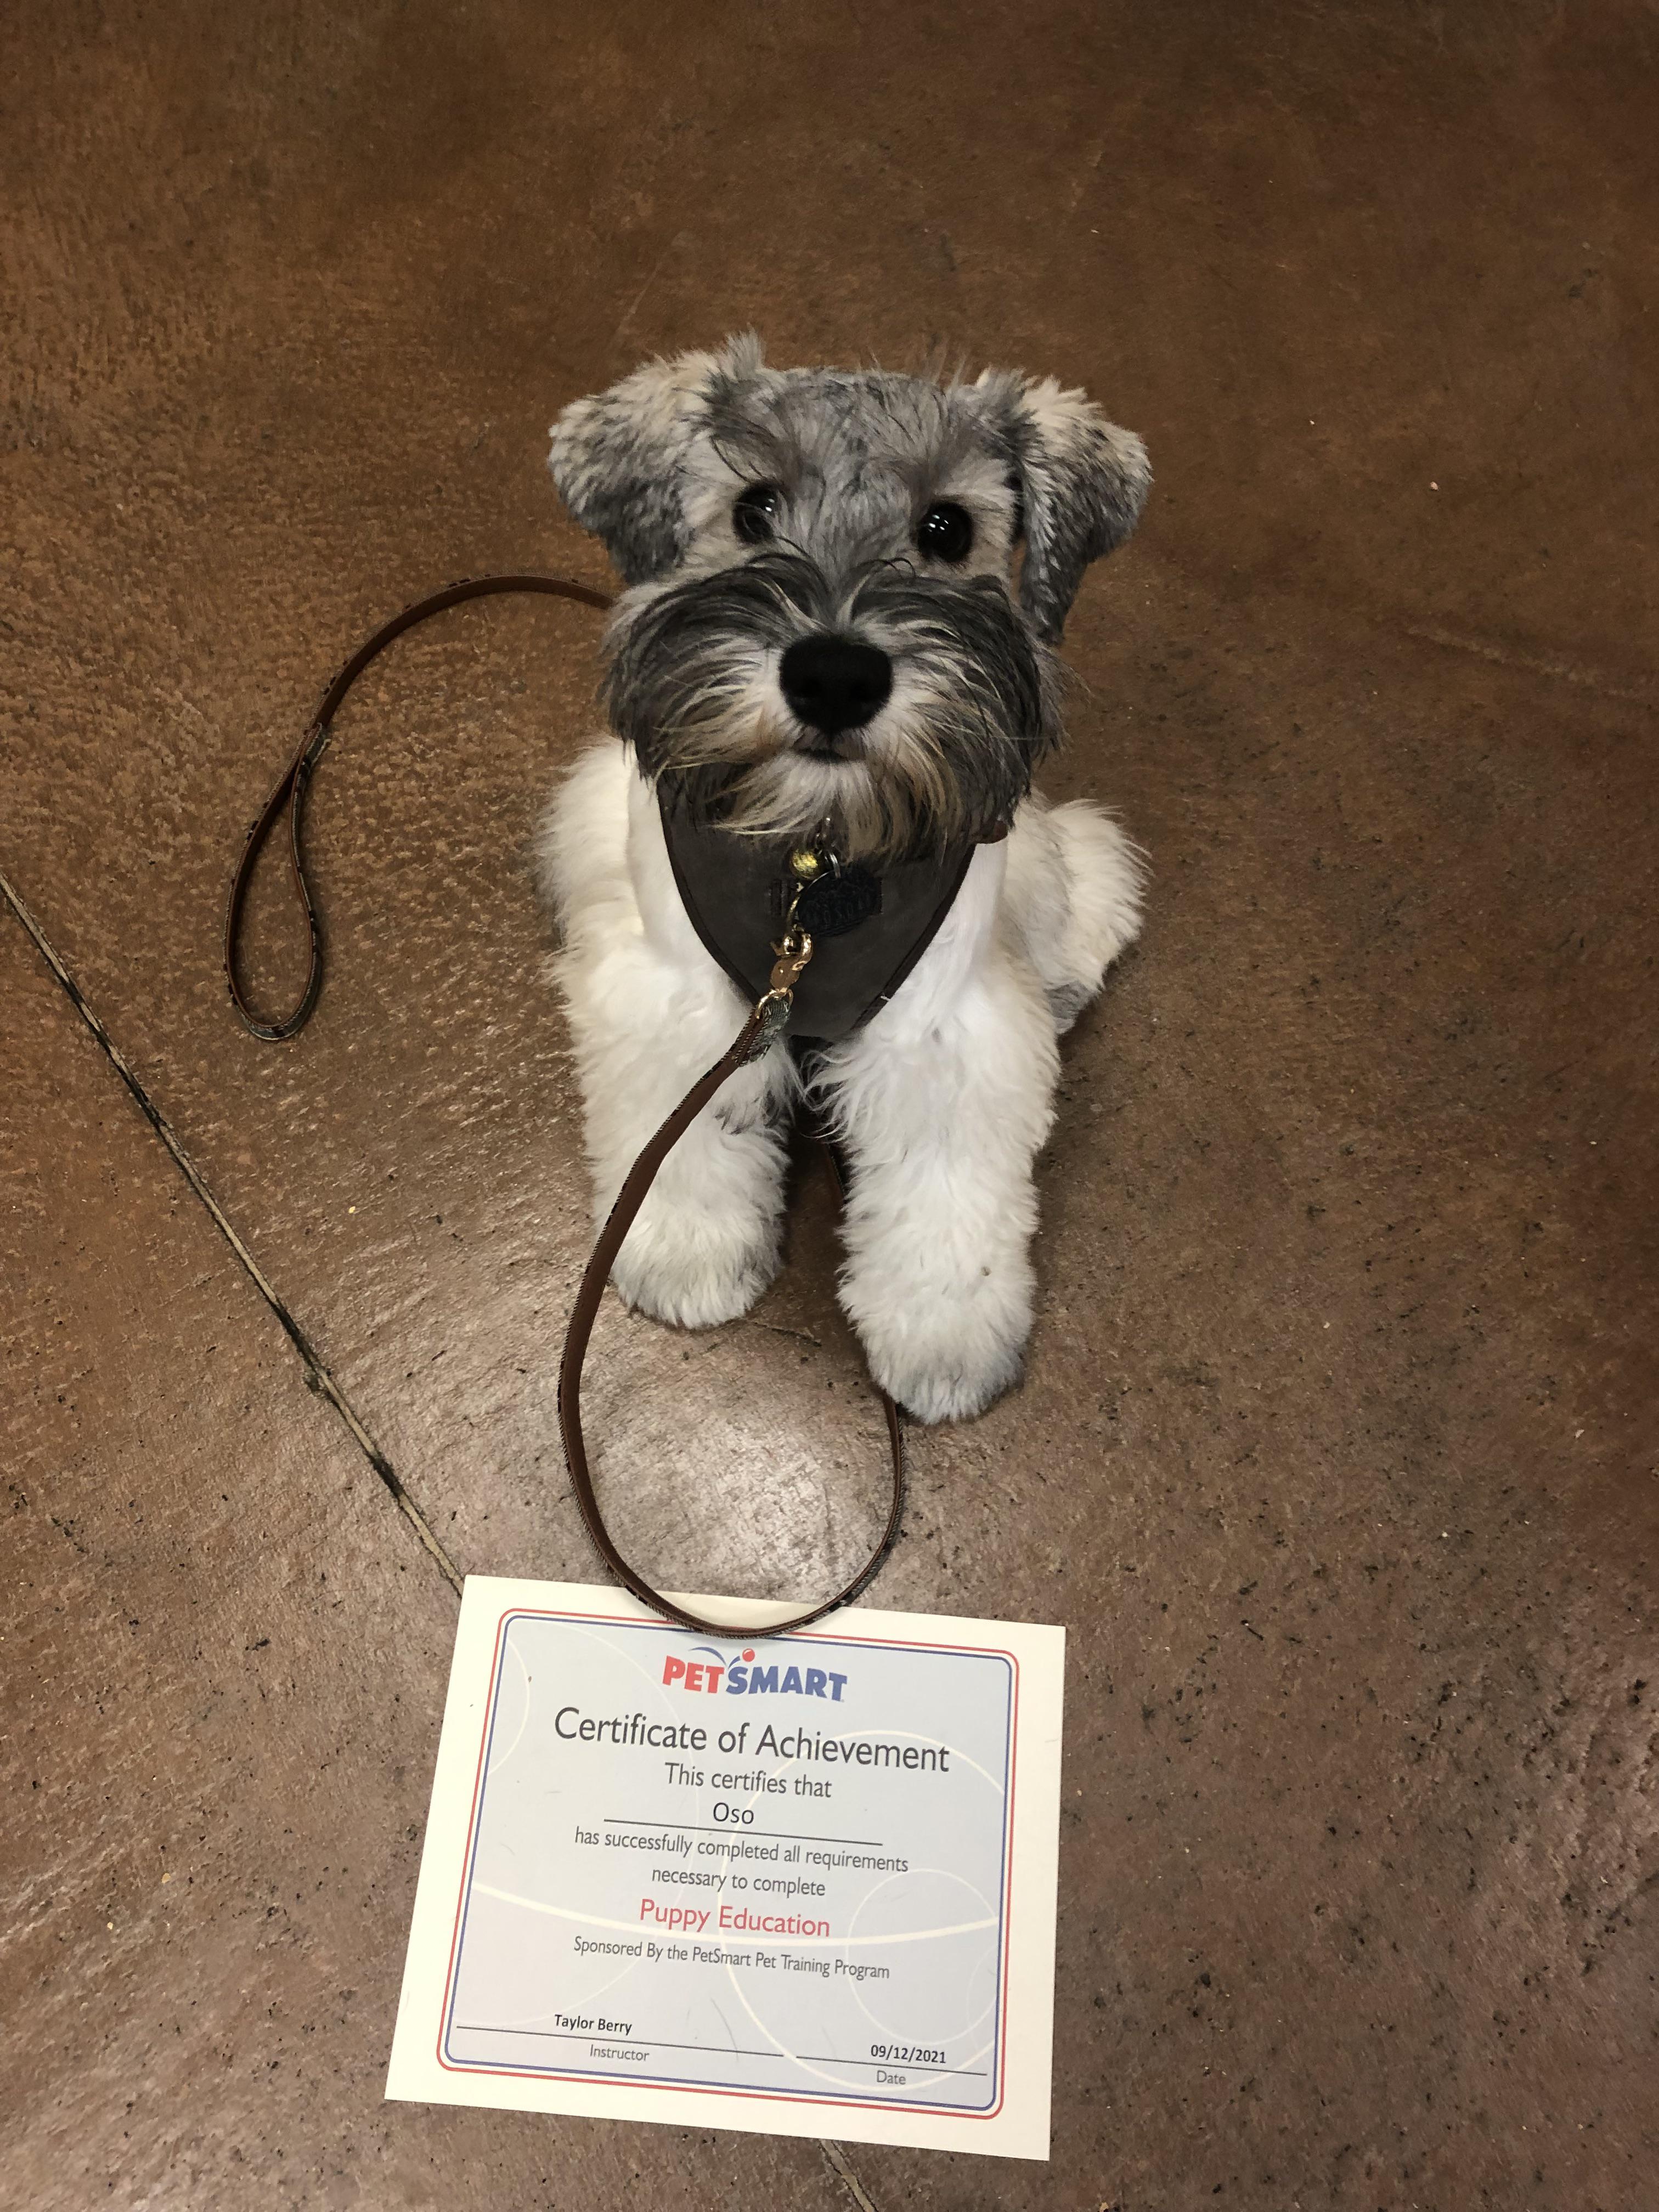 PETSMART
Certificate of Achievement
This certifies that
Oso
has successfully completed all requirements
necessary to complete
Puppy Education
Sponsored By the PetSmart Pet Training Program
Taylor Berry
Instructor
09/12/2021
Date